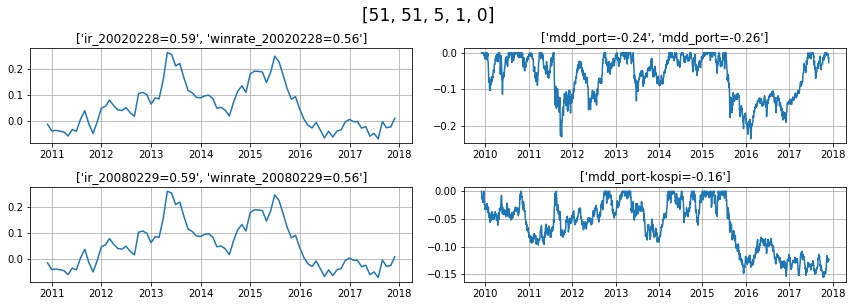 [51, 51, 5, 1, 0]
['ir_20020228=0.59', 'winrate_20020228=0.56']
0.2
0.1
0.0
2011 2012 2013 2014 2015 2016 2017 2018
['mdd_port=-0.24', 'mdd_port=-0.26']
0.0
−0.1
−0.2
2010 2011 2012 2013 2014 2015 2016 2017 2018
['ir_20080229=0.59', 'winrate_20080229=0.56']
0.2
0.1
0.0
2011 2012 2013 2014 2015 2016 2017 2018
['mdd_port-kospi=-0.16']
0.00
−0.05
−0.10
−0.15
2010 2011 2012 2013 2014 2015 2016 2017 2018